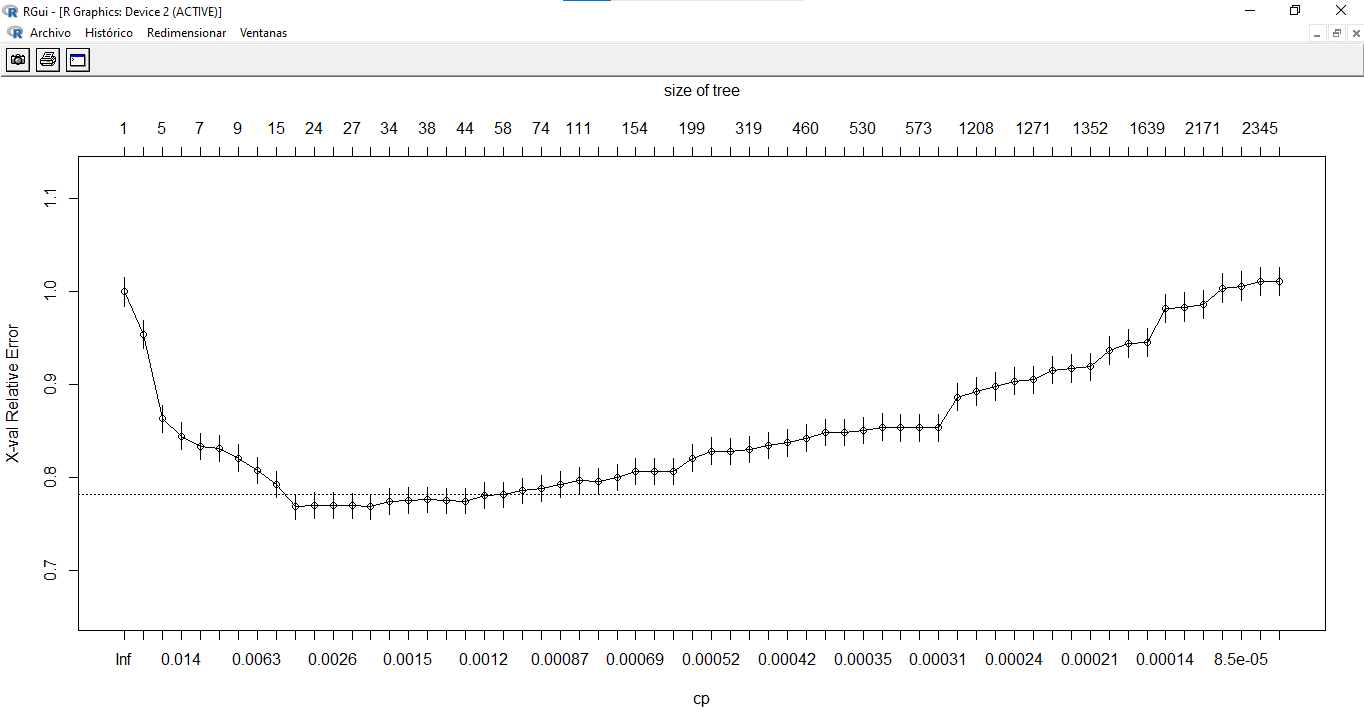 RGui - [R Graphics: Device 2 (ACTIVE)]
Archivo Histórico Redimensionar Ventanas
size of tree
1 5 7 9 15 24 27 34 38 44 58 74 111 154 199 319 460 530 573 1208 1271 1352 1639 2171 2345
X-val Relative Error
1.1
1.0
0.9
0.8
0.7
Inf 0.014 0.0063 0.0026 0.0015 0.0012 0.00087 0.00069 0.00052 0.00042 0.00035 0.00031 0.00024 0.00021 0.00014 8.5e-05
cp